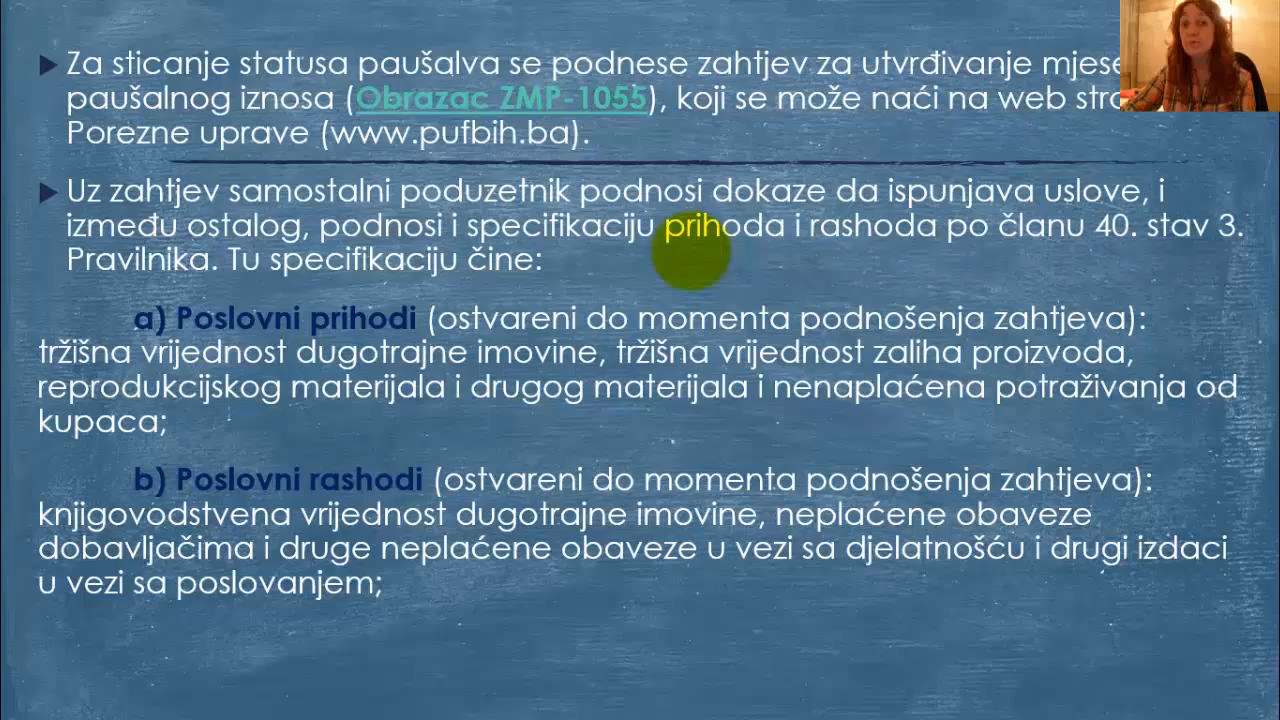 Za sticanje statusa paušalva se podnese zahtjev za utvrđivanje
paušalnog iznosa (Obrazac ZMP-1055), koji se može naći na web
Porezne uprave (www.pufbih.ba).
Uz zahtjev samostalni poduzetnik podnosi dokaze da ispunjava uslove, i
između ostalog, podnosi i specifikaciju prihoda i rashoda po članu 40. stav 3.
Pravilnika. Tu specifikaciju čine:
a) Poslovni prihodi (ostvareni do momenta podnošenja zahtjeva):
tržišna vrijednost dugotrajne imovine, tržišna vrijednost zaliha proizvoda,
reprodukcijskog materijala i drugog materijala i nenaplaćena potraživanja od
kupaca;
b) Poslovni rashodi (ostvareni do momenta podnošenja zahtjeva):
knjigovodstvena vrijednost dugotrajne imovine, neplaćene obaveze
dobavljačima i druge neplaćene obaveze u vezi sa djelatnošću i drugi izdaci
u vezi sa poslovanjem;